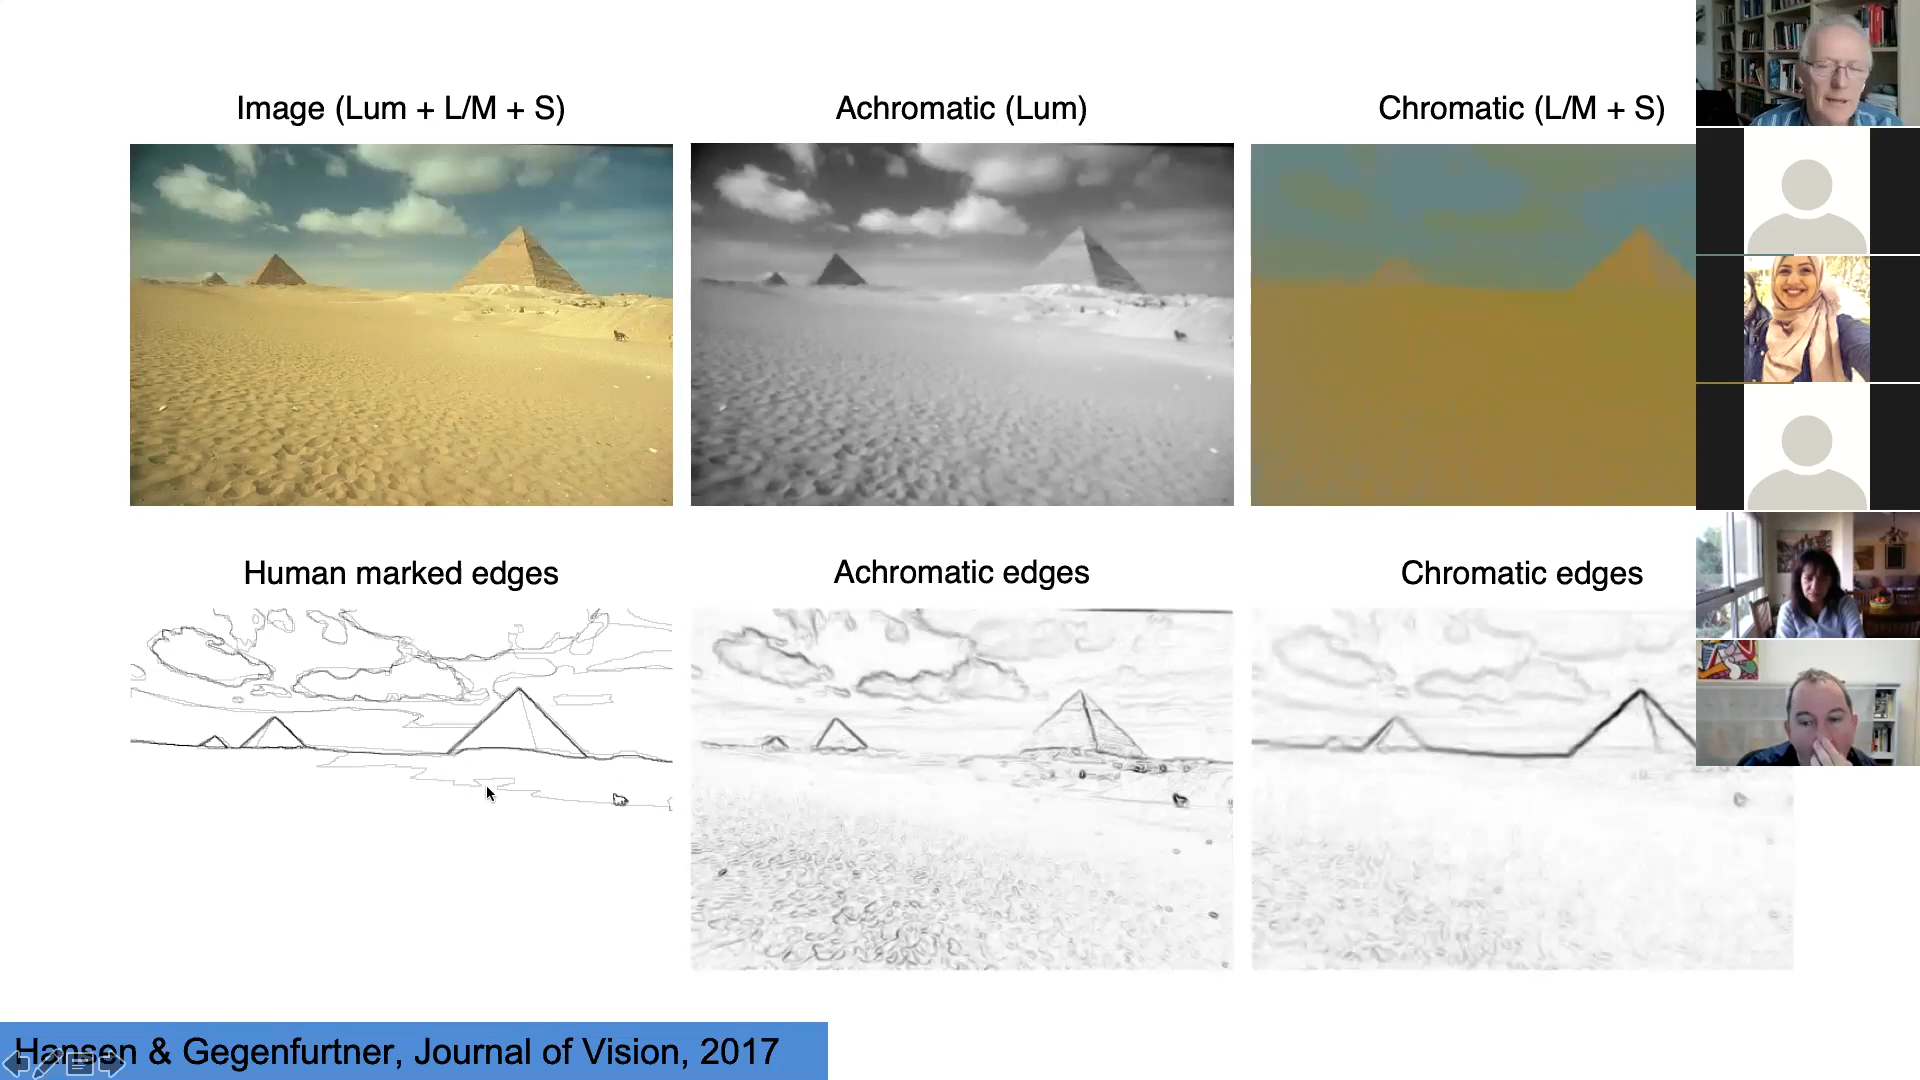 Image (Lum + L/M + S)
Achromatic (Lum)
Chromatic (L/M + S)
Human marked edges
Achromatic edges
Chromatic edges
Hansen & Gegenfurtner, Journal of Vision, 2017